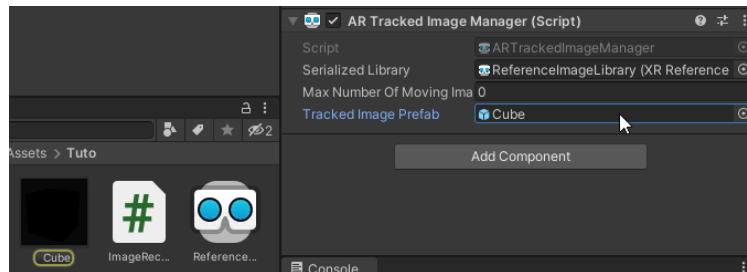 AR Tracked Image Manager (Script)
Script
ARTrackedImageManager
Serialized Library
ReferenceImageLibrary (XR Reference
Max Number Of Moving Ima
0
Tracked Image Prefab
Cube
Add Component
Console
2
Assets > Tuto
Cube
ImageRec...
Reference...